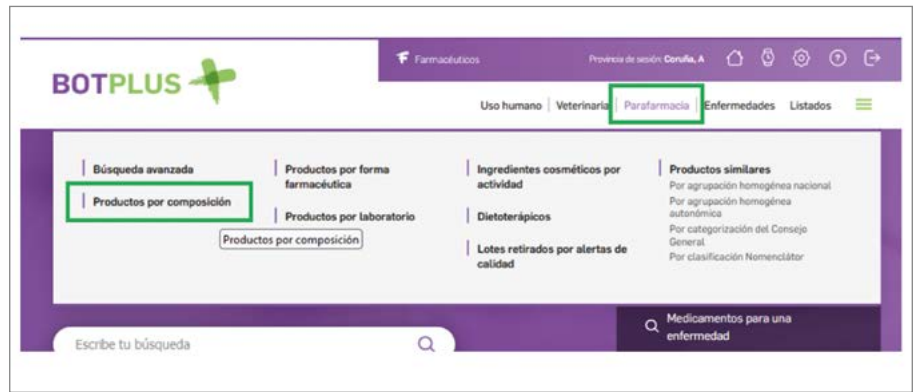 BOTPLUS
Farmacéuticos
Provincia de sesión: Coruña, A
Uso humano | Veterinaria | Parafarmacia | Enfermedades Listados
Búsqueda avanzada
Productos por composición
Productos por composición
Productos por forma
farmacéutica
Productos por laboratorio
Ingredientes cosméticos por
actividad
Dietoterápicos
Lotes retirados por alertas de
calidad
Productos similares
Por agrupación homogénea nacional
Por agrupación homogénea
autonómica
Por categorización del Consejo
General
Por clasificación Nomenclátor
Escribe tu búsqueda
Medicamentos para una
enfermedad